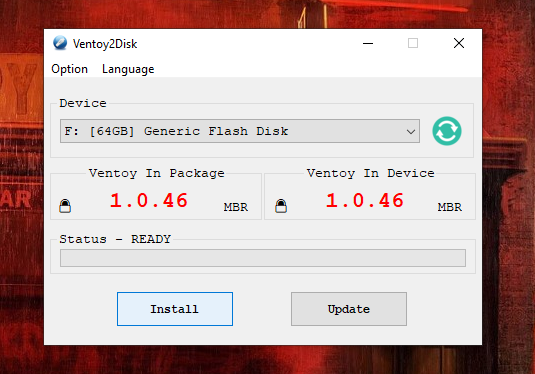 Ventoy2Disk
Option Language
Device
F: [64GB] Generic Flash Disk
Ventoy In Package
1.0.46 MBR
Ventoy In Device
1.0.46 MBR
Status - READY
Install Update